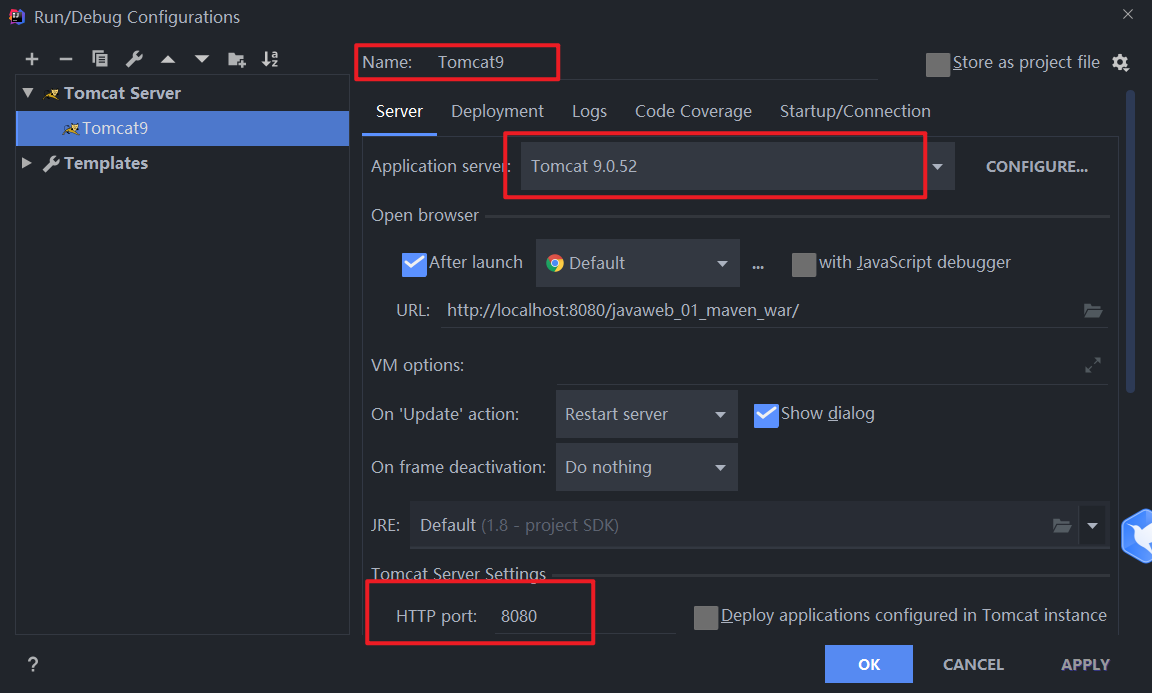 Run/Debug Configurations
Name: Tomcat9
Store as project file
Tomcat Server
Tomcat9
Templates
Server Deployment Logs Code Coverage Startup/Connection
Application server: Tomcat 9.0.52 CONFIGURE...
Open browser
After launch Default ... with JavaScript debugger
URL: http://localhost:8080/javaweb_01_maven_war/
VM options:
On 'Update' action: Restart server Show dialog
On frame deactivation: Do nothing
JRE: Default (1.8 - project SDK)
Tomcat Server Settings
HTTP port: 8080 Deploy applications configured in Tomcat instance
? OK CANCEL APPLY